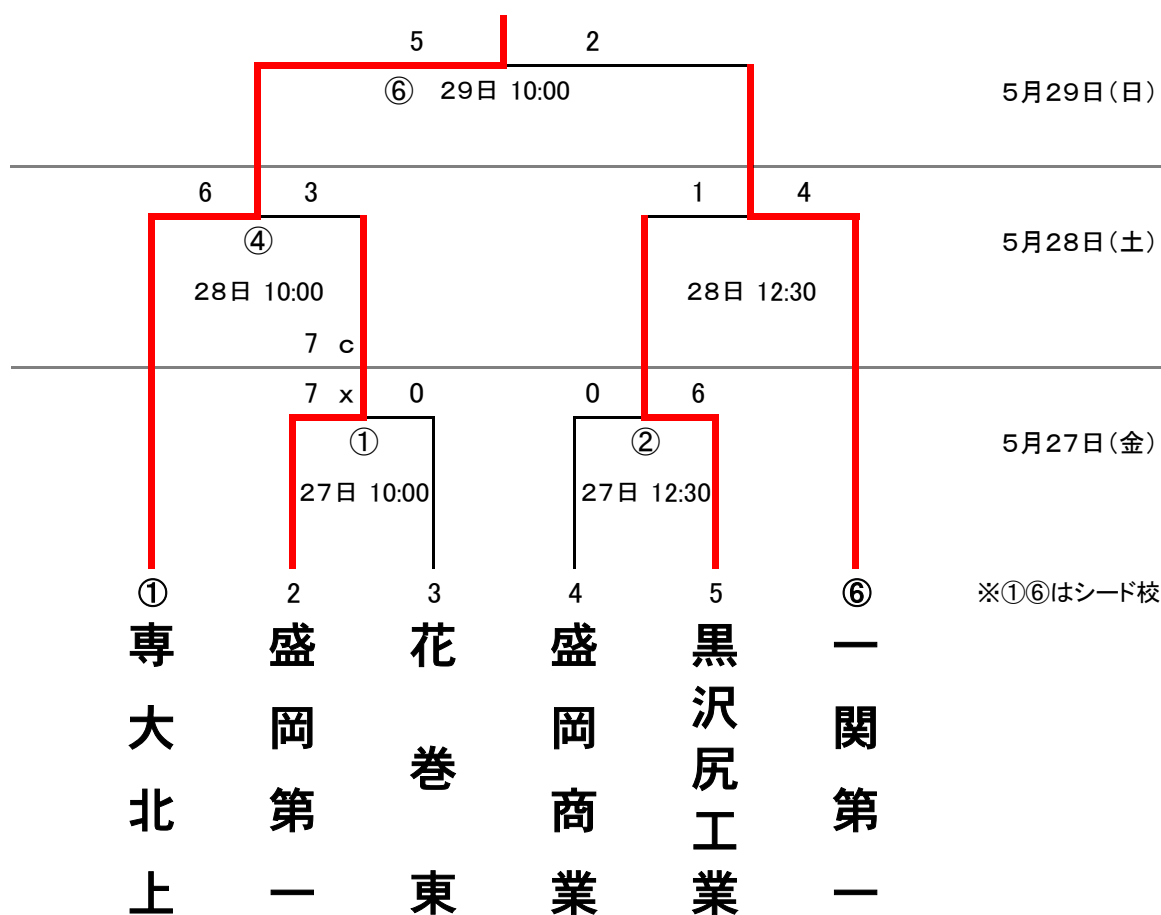 5 2
⑥ 29日 10:00 5月29日(日)
6 3 1 4
④ 5月28日(土)
28日 10:00 28日 12:30
7 c
7 x 0 0 6
① ② 5月27日(金)
27日 10:00 27日 12:30
① 2 3 4 5 ⑥ ※①⑥はシード校
専大北上
盛岡第一
花巻東
盛岡商業
黒沢尻工業
一関第一